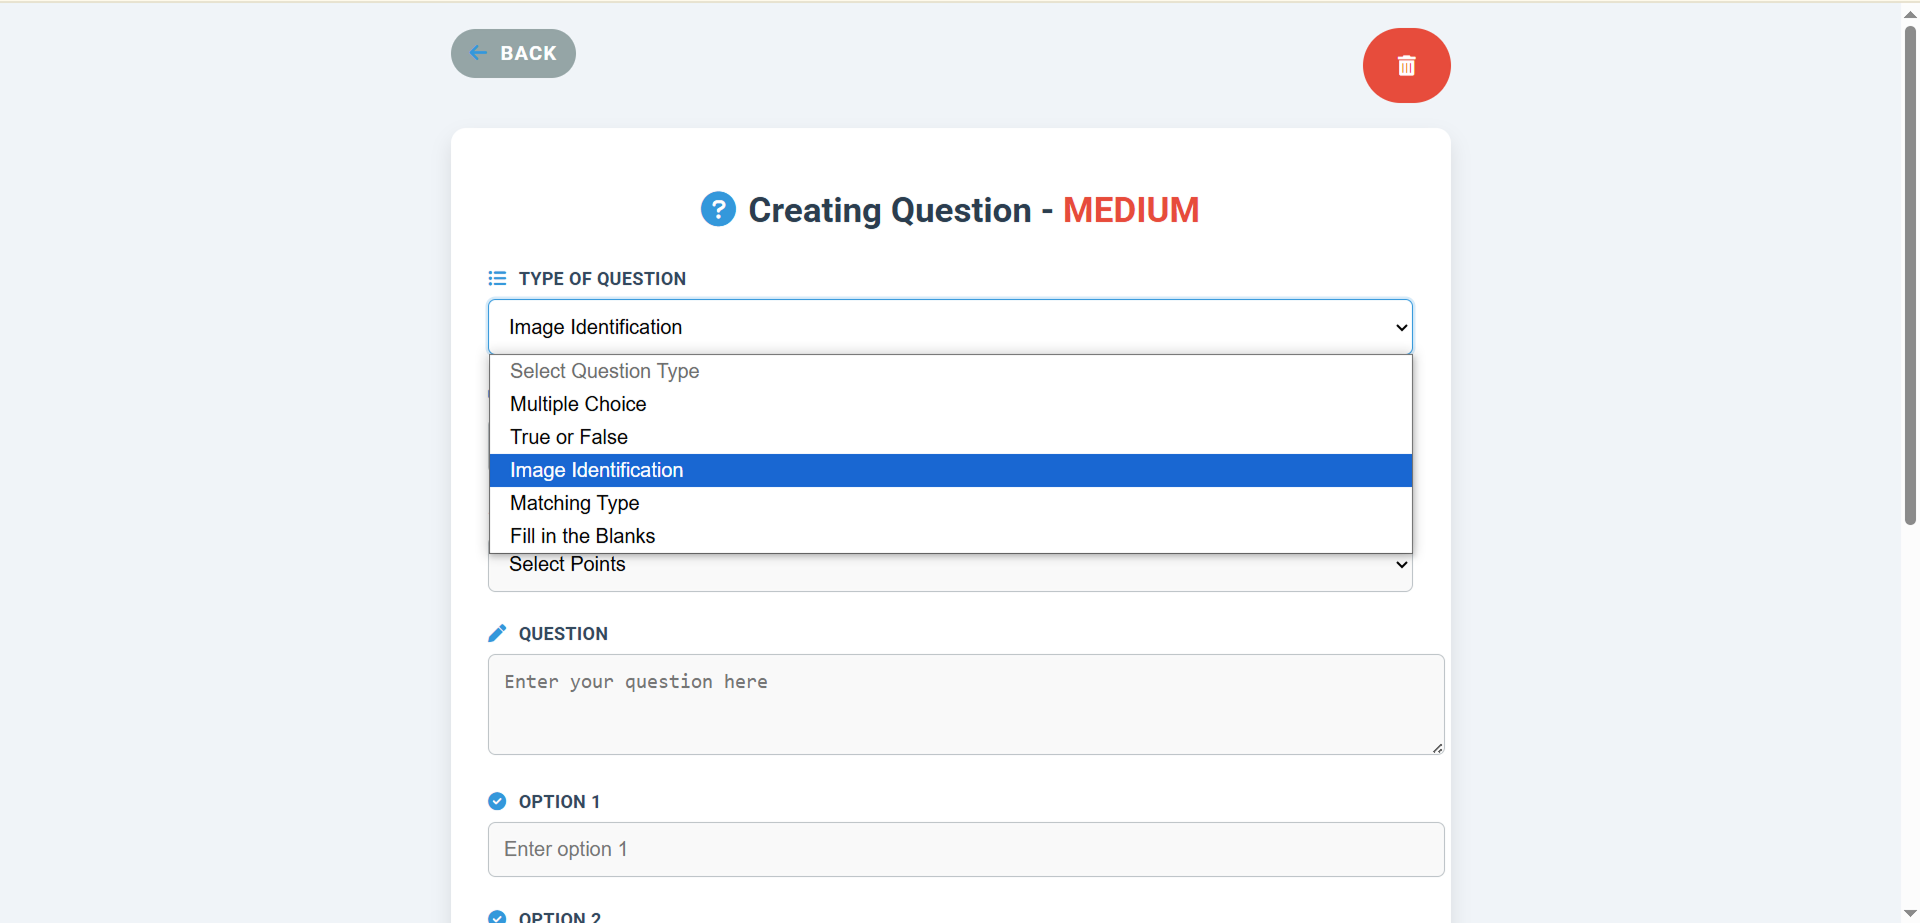 BACK
Creating Question - MEDIUM
TYPE OF QUESTION
Image Identification
Select Question Type
Multiple Choice
True or False
Image Identification
Matching Type
Fill in the Blanks
Select Points
QUESTION
Enter your question here
OPTION 1
Enter option 1
OPTION 2